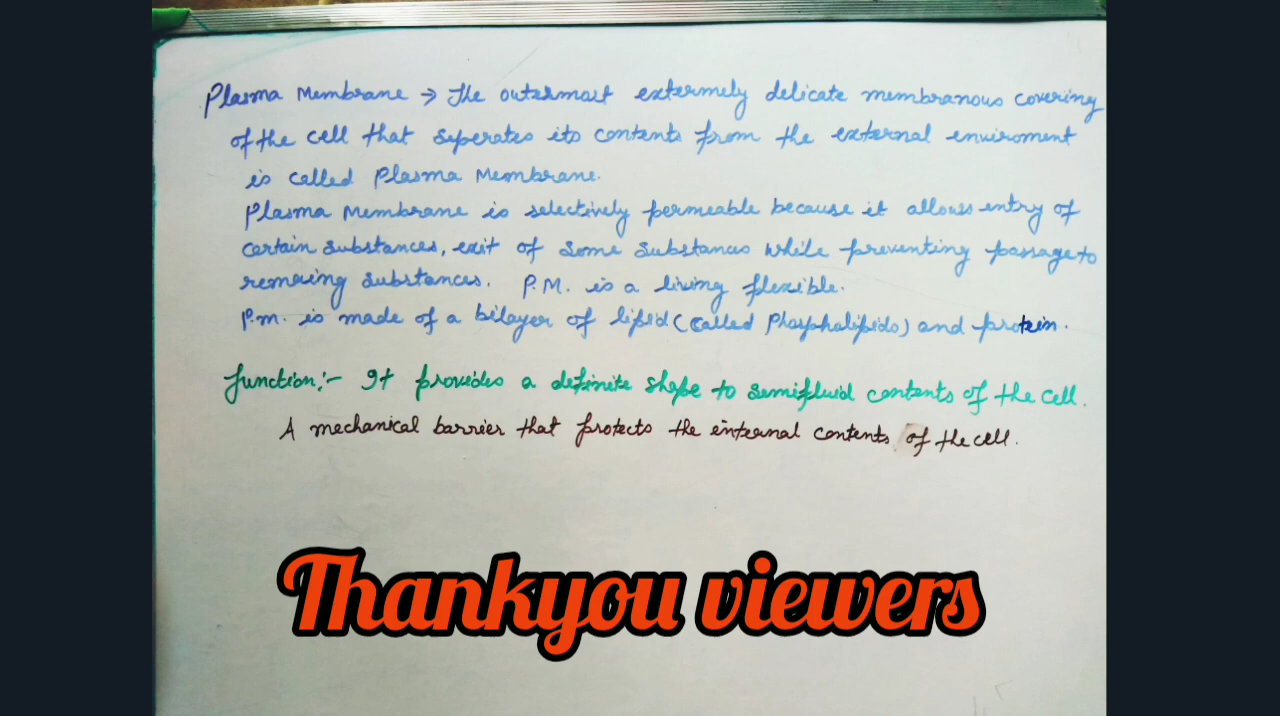 Plasma Membrane → The outermost extermely delicate membranous covering
of the cell that seperates its contents from the external enviroment
is called Plasma Membrane.
Plasma Membrane is selectively permeable because it allows entry of
certain substances, exit of some substances while preventing passage to
remaing substances. P.M. is a living flexible.
P.m. is made of a bilayer of lipid (called Phosphalipids) and protein.
function:- It provides a definite shape to semifluid contents of the cell.
A mechanical barrier that protects the internal contents of the cell.
Thankyou viewers